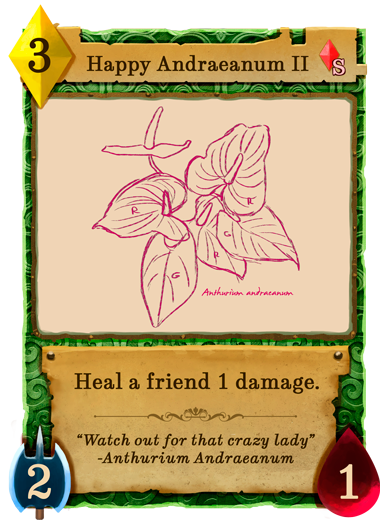 3
Happy Andraeanum II
S
R
R
G
G
R
Anthurium andraeanum
Heal a friend 1 damage.
“Watch out for that crazy lady”
-Anthurium Andraeanum
2
1